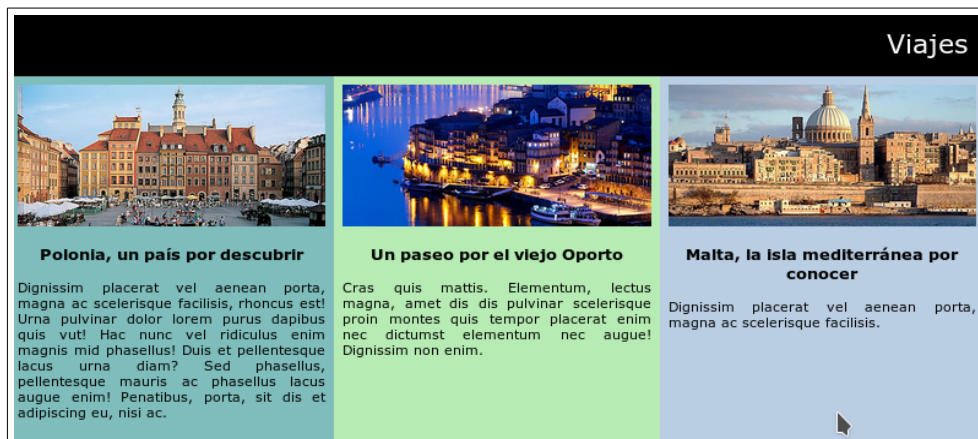 Viajes
Polonia, un país por descubrir
Dignissim placerat vel aenean porta,
magna ac scelerisque facilisis, rhoncus est!
Urna pulvinar dolor lorem purus dapibus
quis vut! Hac nunc vel ridiculus enim
magnis mid phasellus! Duis et pellentesque
lacus urna diam? Sed phasellus,
pellentesque mauris ac phasellus lacus
augue enim! Penatibus, porta, sit dis et
adipiscing eu, nisi ac.
Un paseo por el viejo Oporto
Cras quis mattis. Elementum, lectus
magna, amet dis dis pulvinar scelerisque
proin montes quis tempor placerat enim
nec dictumst elementum nec augue!
Dignissim non enim.
Malta, la isla mediterránea por
conocer
Dignissim placerat vel aenean porta,
magna ac scelerisque facilisis.